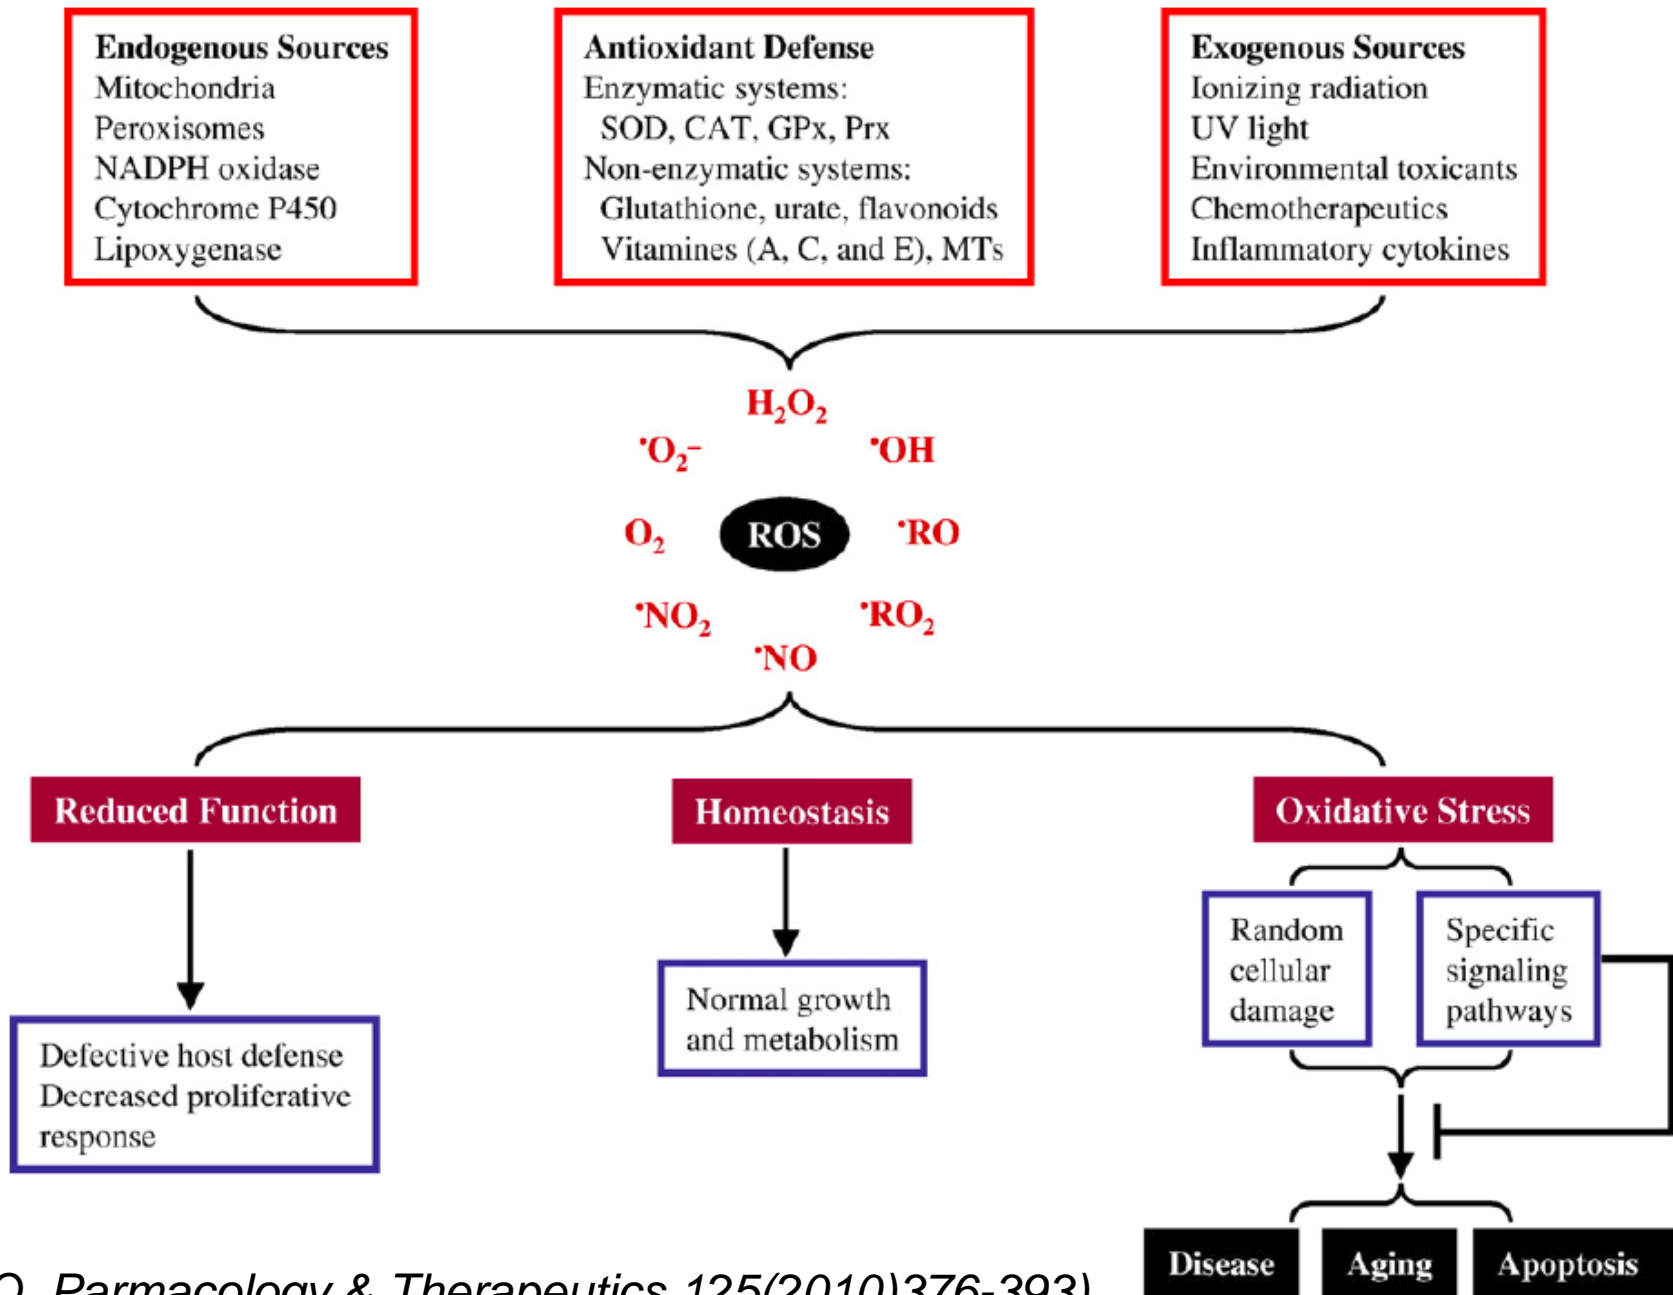 Endogenous Sources
Mitochondria
Peroxisomes
NADPH oxidase
Cytochrome P450
Lipoxygenase
Antioxidant Defense
Enzymatic systems:
SOD, CAT, GPx, Prx
Non-enzymatic systems:
Glutathione, urate, flavonoids
Vitamines (A, C, and E), MTs
Exogenous Sources
Ionizing radiation
UV light
Environmental toxicants
Chemotherapeutics
Inflammatory cytokines
H₂O₂
•O₂⁻
•OH
O₂
ROS
•RO
•NO₂
•RO₂
•NO
Reduced Function
Homeostasis
Oxidative Stress
Random
cellular
damage
Specific
signaling
pathways
Normal growth
and metabolism
Defective host defense
Decreased proliferative
response
Disease
Aging
Apoptosis
Parmacology & Therapeutics 125(2010)376-393)